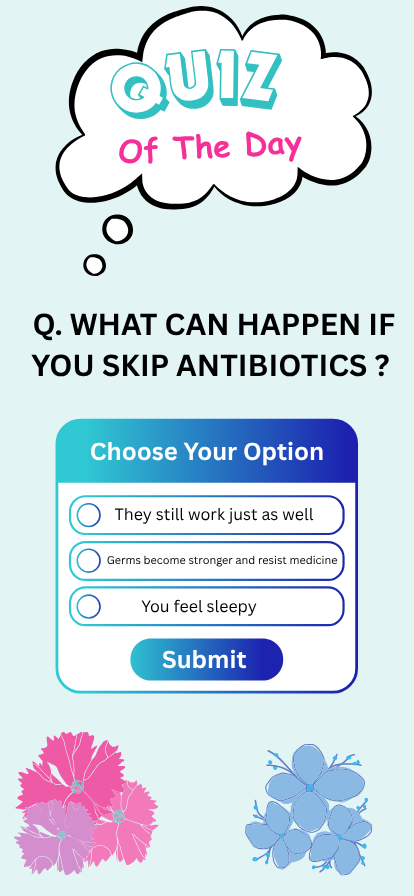 QUIZ
Of The Day
Q. WHAT CAN HAPPEN IF
YOU SKIP ANTIBIOTICS ?
Choose Your Option
They still work just as well
Germs become stronger and resist medicine
You feel sleepy
Submit